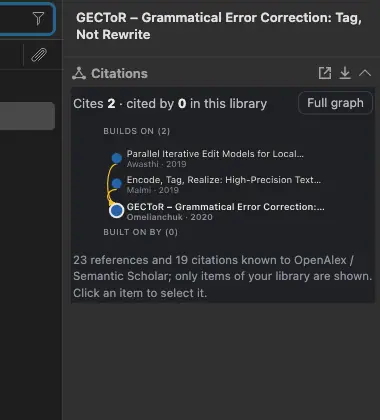 GECToR – Grammatical Error Correction: Tag,
Not Rewrite
Citations
Cites 2 · cited by 0 in this library
Full graph
BUILDS ON (2)
Parallel Iterative Edit Models for Local...
Awasthi · 2019
Encode, Tag, Realize: High-Precision Text...
Malmi · 2019
GECToR – Grammatical Error Correction:...
Omelianchuk · 2020
BUILT ON BY (0)
23 references and 19 citations known to OpenAlex /
Semantic Scholar; only items of your library are shown.
Click an item to select it.